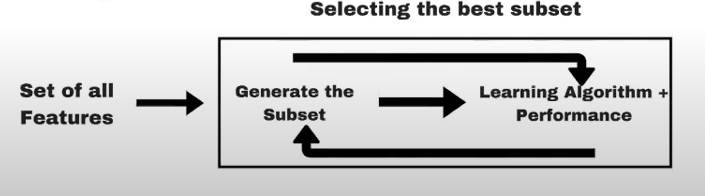 Selecting the best subset
Set of all
Features
Generate the
Subset
Learning Algorithm +
Performance